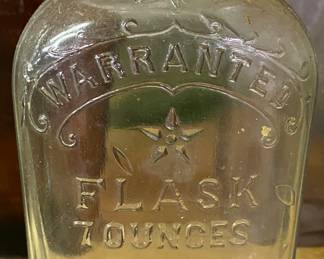 WARRANTED
FLASK
7 OUNCES